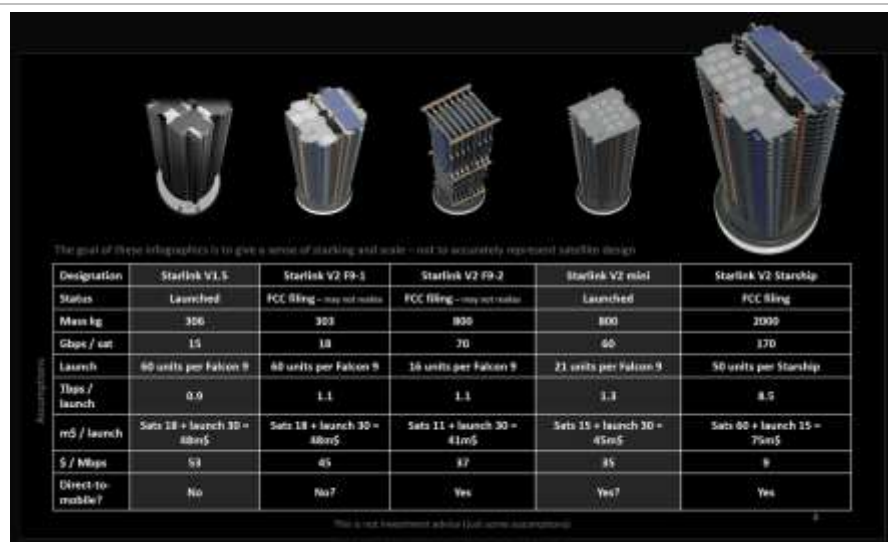 The goal of these infographics is to give a sense of stacking and scale – not to accurately represent satellite design
Designation Starlink V1.5 Starlink V2 F9-1 Starlink V2 F9-2 Starlink V2 mini Starlink V2 Starship
Status Launched FCC filing – may not realise FCC filing – may not realise Launched FCC filing
Mass kg 306 303 800 800 2000
Gbps / sat 15 18 70 60 170
Launch 60 units per Falcon 9 60 units per Falcon 9 16 units per Falcon 9 21 units per Falcon 9 50 units per Starship
Tbps /
launch 0.9 1.1 1.1 1.3 8.5
m$ / launch Sats 18 + launch 30 = Sats 18 + launch 30 = Sats 11 + launch 30 = Sats 15 + launch 30 = Sats 60 + launch 15 =
48m$ 48m$ 41m$ 45m$ 75m$
$ / Mbps 53 45 37 35 9
Direct-to-
mobile? No No? Yes Yes? Yes
Assumptions
This is not investment advice (just some assumptions)